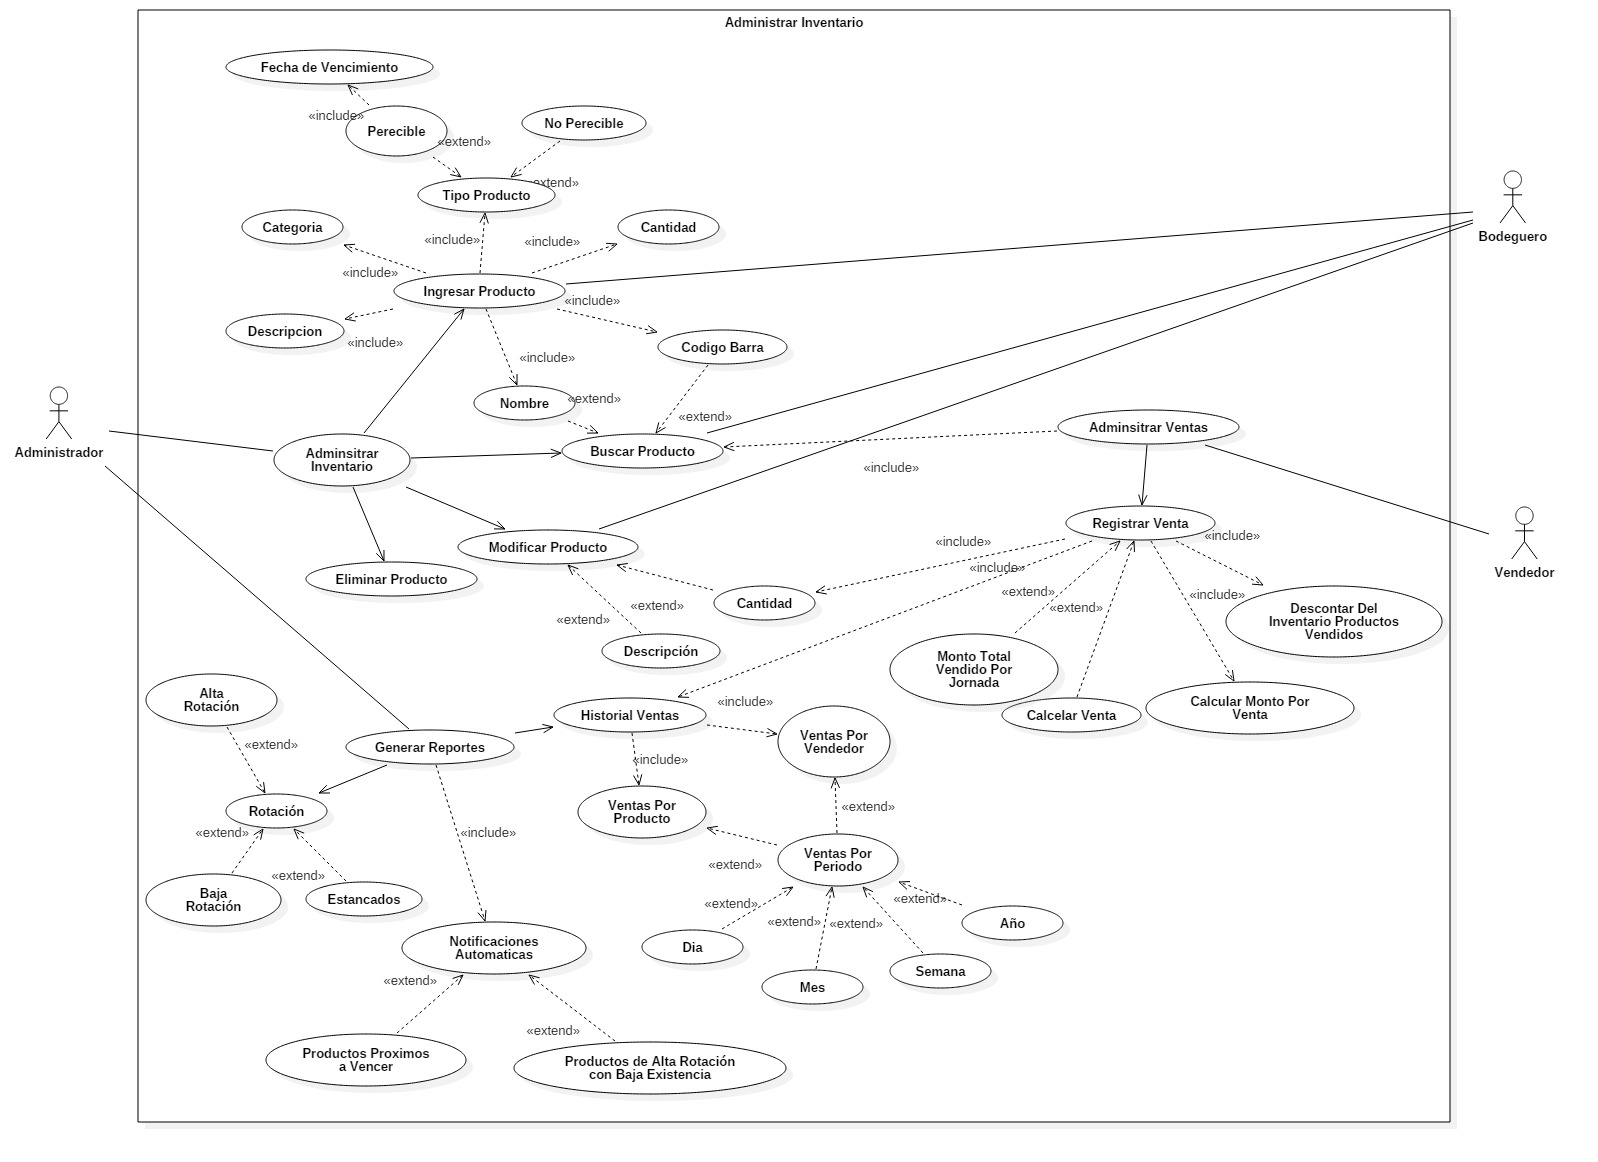 Administrar Inventario
Fecha de Vencimiento
«include»
Perecible
No Perecible
«extend»
Tipo Producto
extend»
Categoria
Cantidad
«include»
«include»
«include»
Bodeguero
Ingresar Producto
«include»
Descripcion
«include»
Codigo Barra
«include»
Nombre
«extend»
«extend»
Adminsitrar Ventas
Administrador
Adminsitrar
Inventario
Buscar Producto
«include»
Registrar Venta
«include»
«include»
«include»
Modificar Producto
Vendedor
Eliminar Producto
«extend»
«extend»
«include»
Cantidad
«extend»
«extend»
Descontar Del
Inventario Productos
Vendidos
Descripción
Monto Total
Vendido Por
Jornada
Alta
Rotación
«include»
Historial Ventas
Calcelar Venta
Calcular Monto Por
Venta
Generar Reportes
«extend»
Ventas Por
Vendedor
«include»
Rotación
Ventas Por
Producto
«extend»
«extend»
«include»
Ventas Por
Periodo
«extend»
«extend»
Baja
Rotación
Estancados
«extend»
«extend»
«extend»
«extend»
Año
Notificaciones
Automaticas
Dia
Semana
Mes
«extend»
«extend»
Productos Proximos
a Vencer
Productos de Alta Rotación
con Baja Existencia